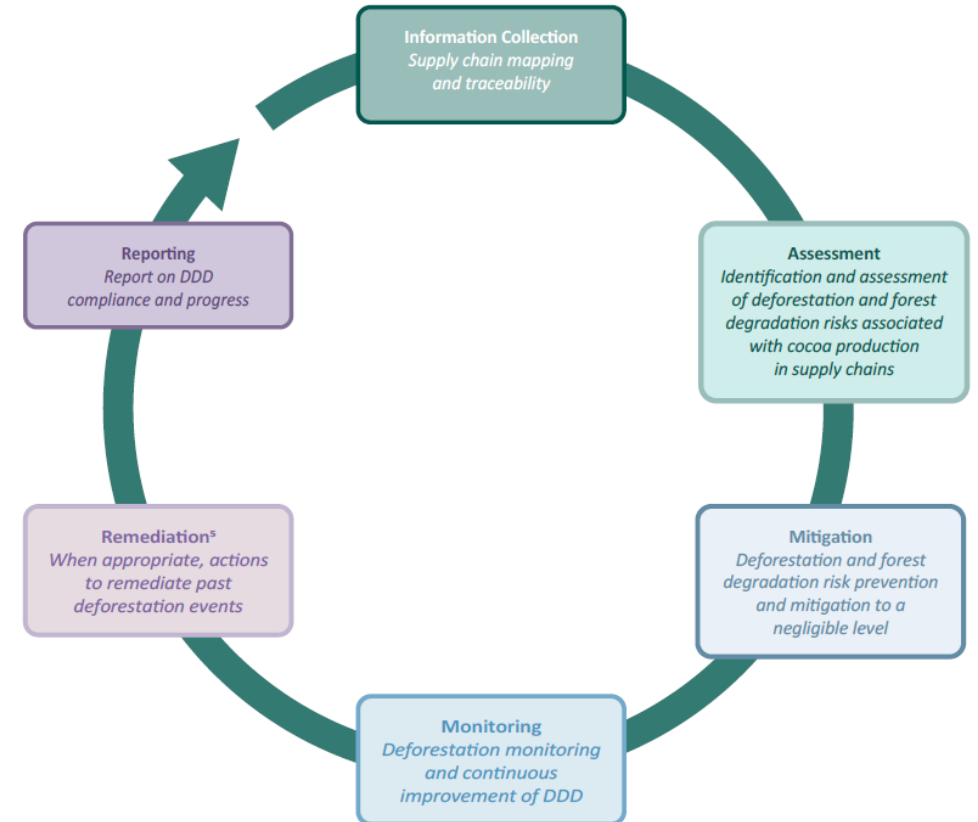 Information Collection
Supply chain mapping
and traceability
Assessment
Identification and assessment
of deforestation and forest
degradation risks associated
with cocoa production
in supply chains
Mitigation
Deforestation and forest
degradation risk prevention
and mitigation to a
negligible level
Monitoring
Deforestation monitoring
and continuous
improvement of DDD
Remediation⁵
When appropriate, actions
to remediate past
deforestation events
Reporting
Report on DDD
compliance and progress